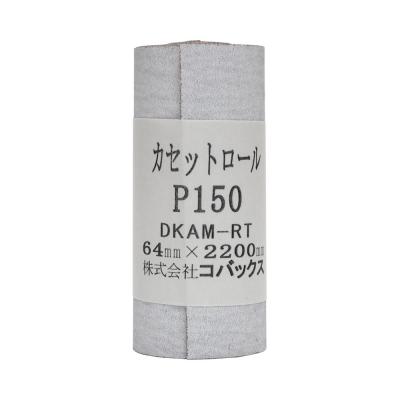 カセットロール
P150
DKAM-RT
64mm×2200mm
株式会社コバックス